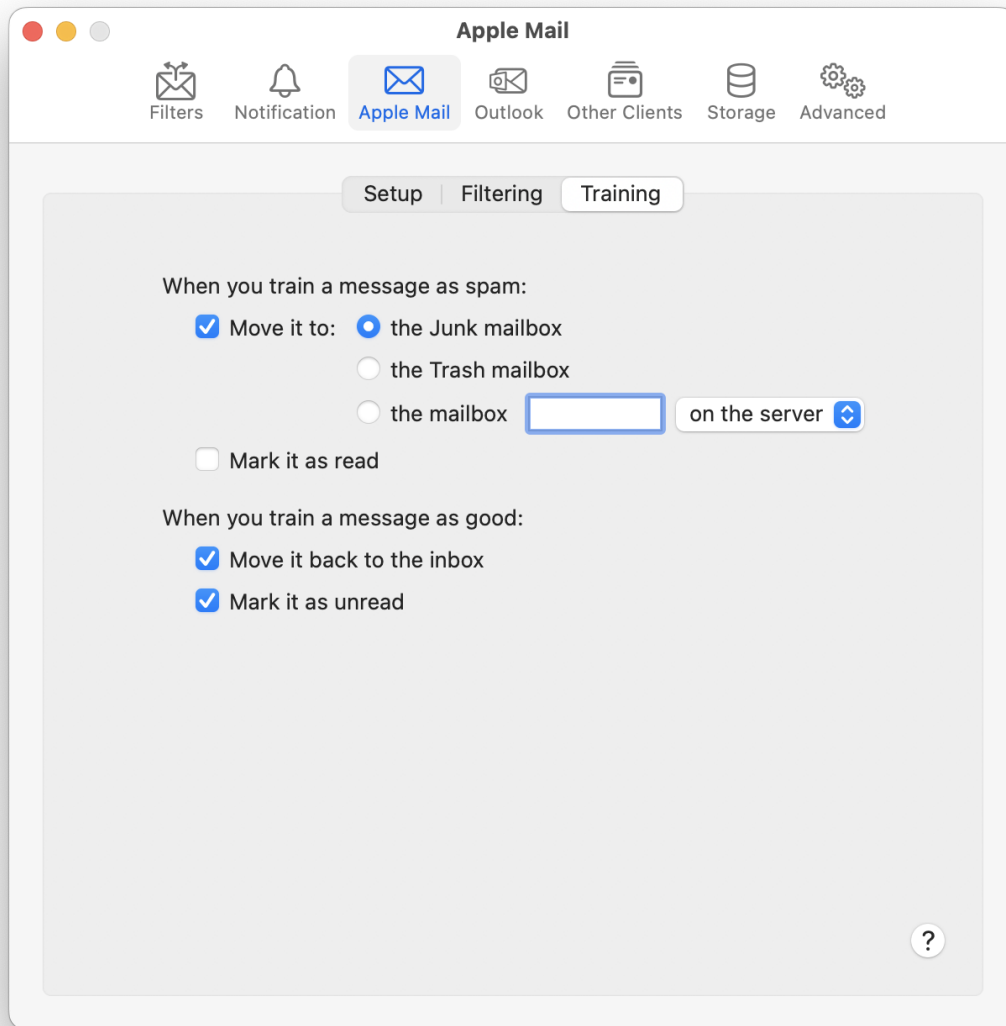 Apple Mail
Filters Notification Apple Mail Outlook Other Clients Storage Advanced
Setup Filtering Training
When you train a message as spam:
Move it to: the Junk mailbox
the Trash mailbox
the mailbox on the server
Mark it as read
When you train a message as good:
Move it back to the inbox
Mark it as unread
?